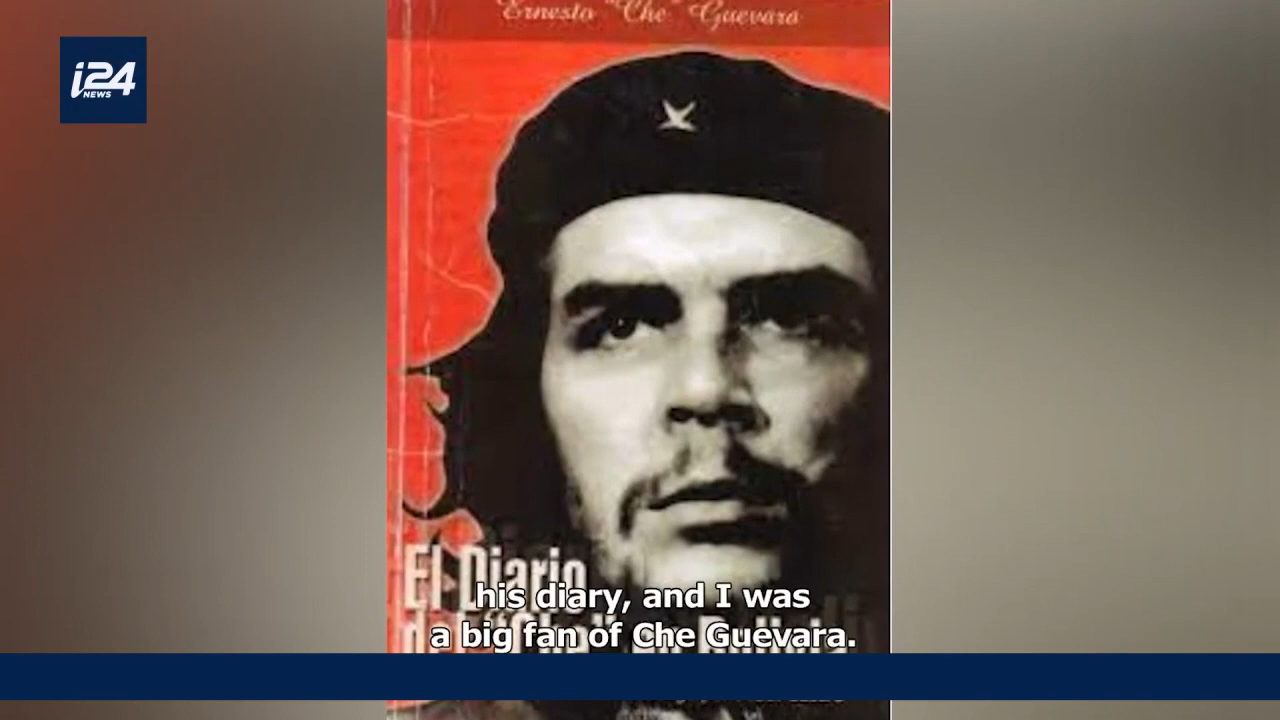 Ernesto "Che" Guevara
i24
NEWS
El Diario
his diary, and I was
a big fan of Che Guevara.